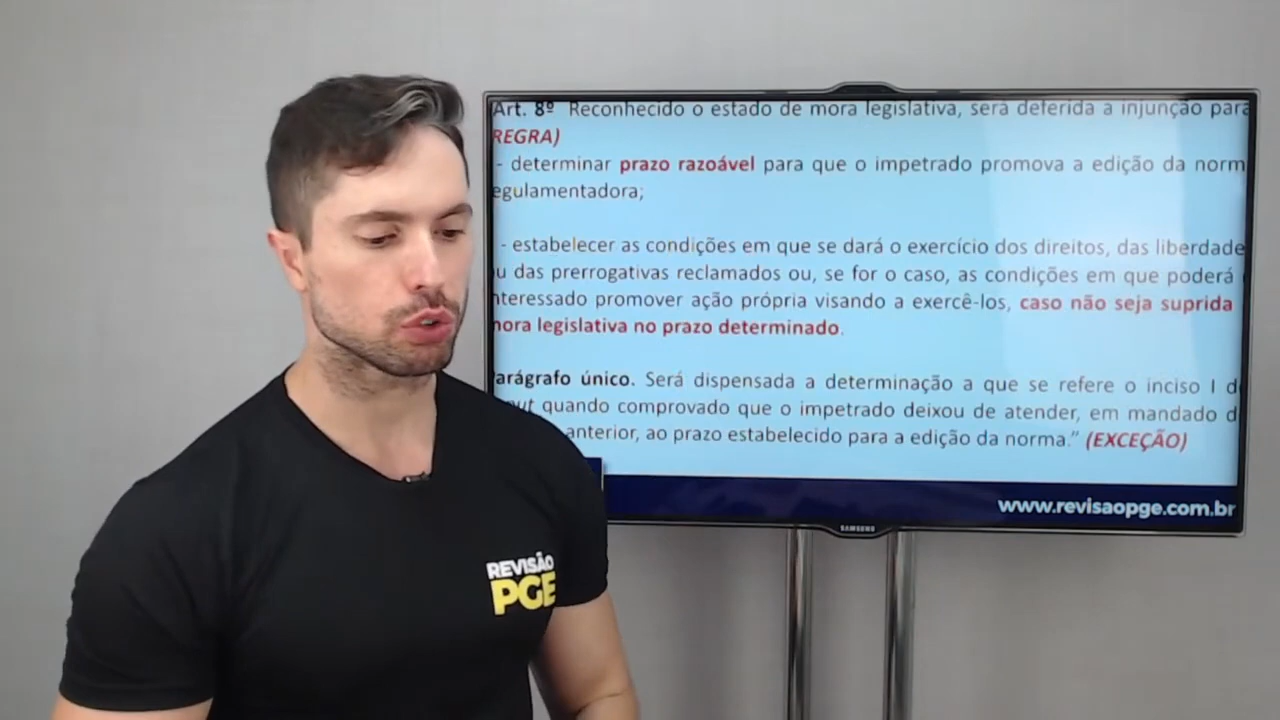 Art. 8º Reconhecido o estado de mora legislativa, será deferida a injunção para
REGRA)
- determinar prazo razoável para que o impetrado promova a edição da norm
egulamentadora;
- estabelecer as condições em que se dará o exercício dos direitos, das liberdade
u das prerrogativas reclamados ou, se for o caso, as condições em que poderá
nteressado promover ação própria visando a exercê-los, caso não seja suprida
mora legislativa no prazo determinado.
arágrafo único. Será dispensada a determinação a que se refere o inciso I d
put quando comprovado que o impetrado deixou de atender, em mandado d
anterior, ao prazo estabelecido para a edição da norma.” (EXCEÇÃO)
www.revisaopge.com.br
SAMSUNG
REVISÃO
PGE